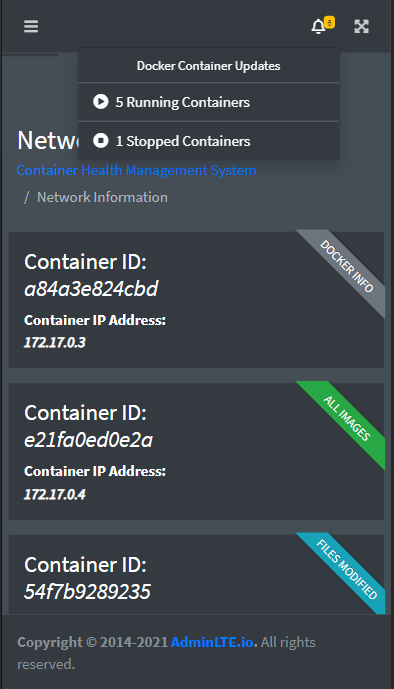 6
Docker Container Updates
5 Running Containers
1 Stopped Containers
Netw
Container Health Management System
/ Network Information
Container ID:
a84a3e824cbd
DOCKER INFO
Container IP Address:
172.17.0.3
Container ID:
e21fa0ed0e2a
ALL IMAGES
Container IP Address:
172.17.0.4
Container ID:
54f7b9289235
FILES MODIFIED
Copyright © 2014-2021 AdminLTE.io. All rights
reserved.